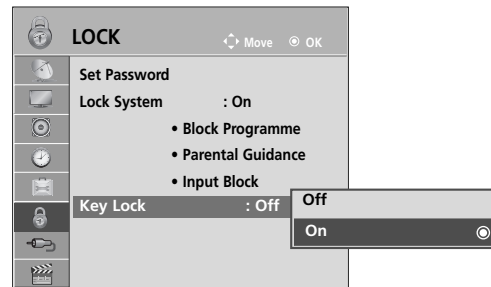 LOCK Move OK
Set Password
Lock System : On
• Block Programme
• Parental Guidance
• Input Block
Key Lock : Off
Off
On